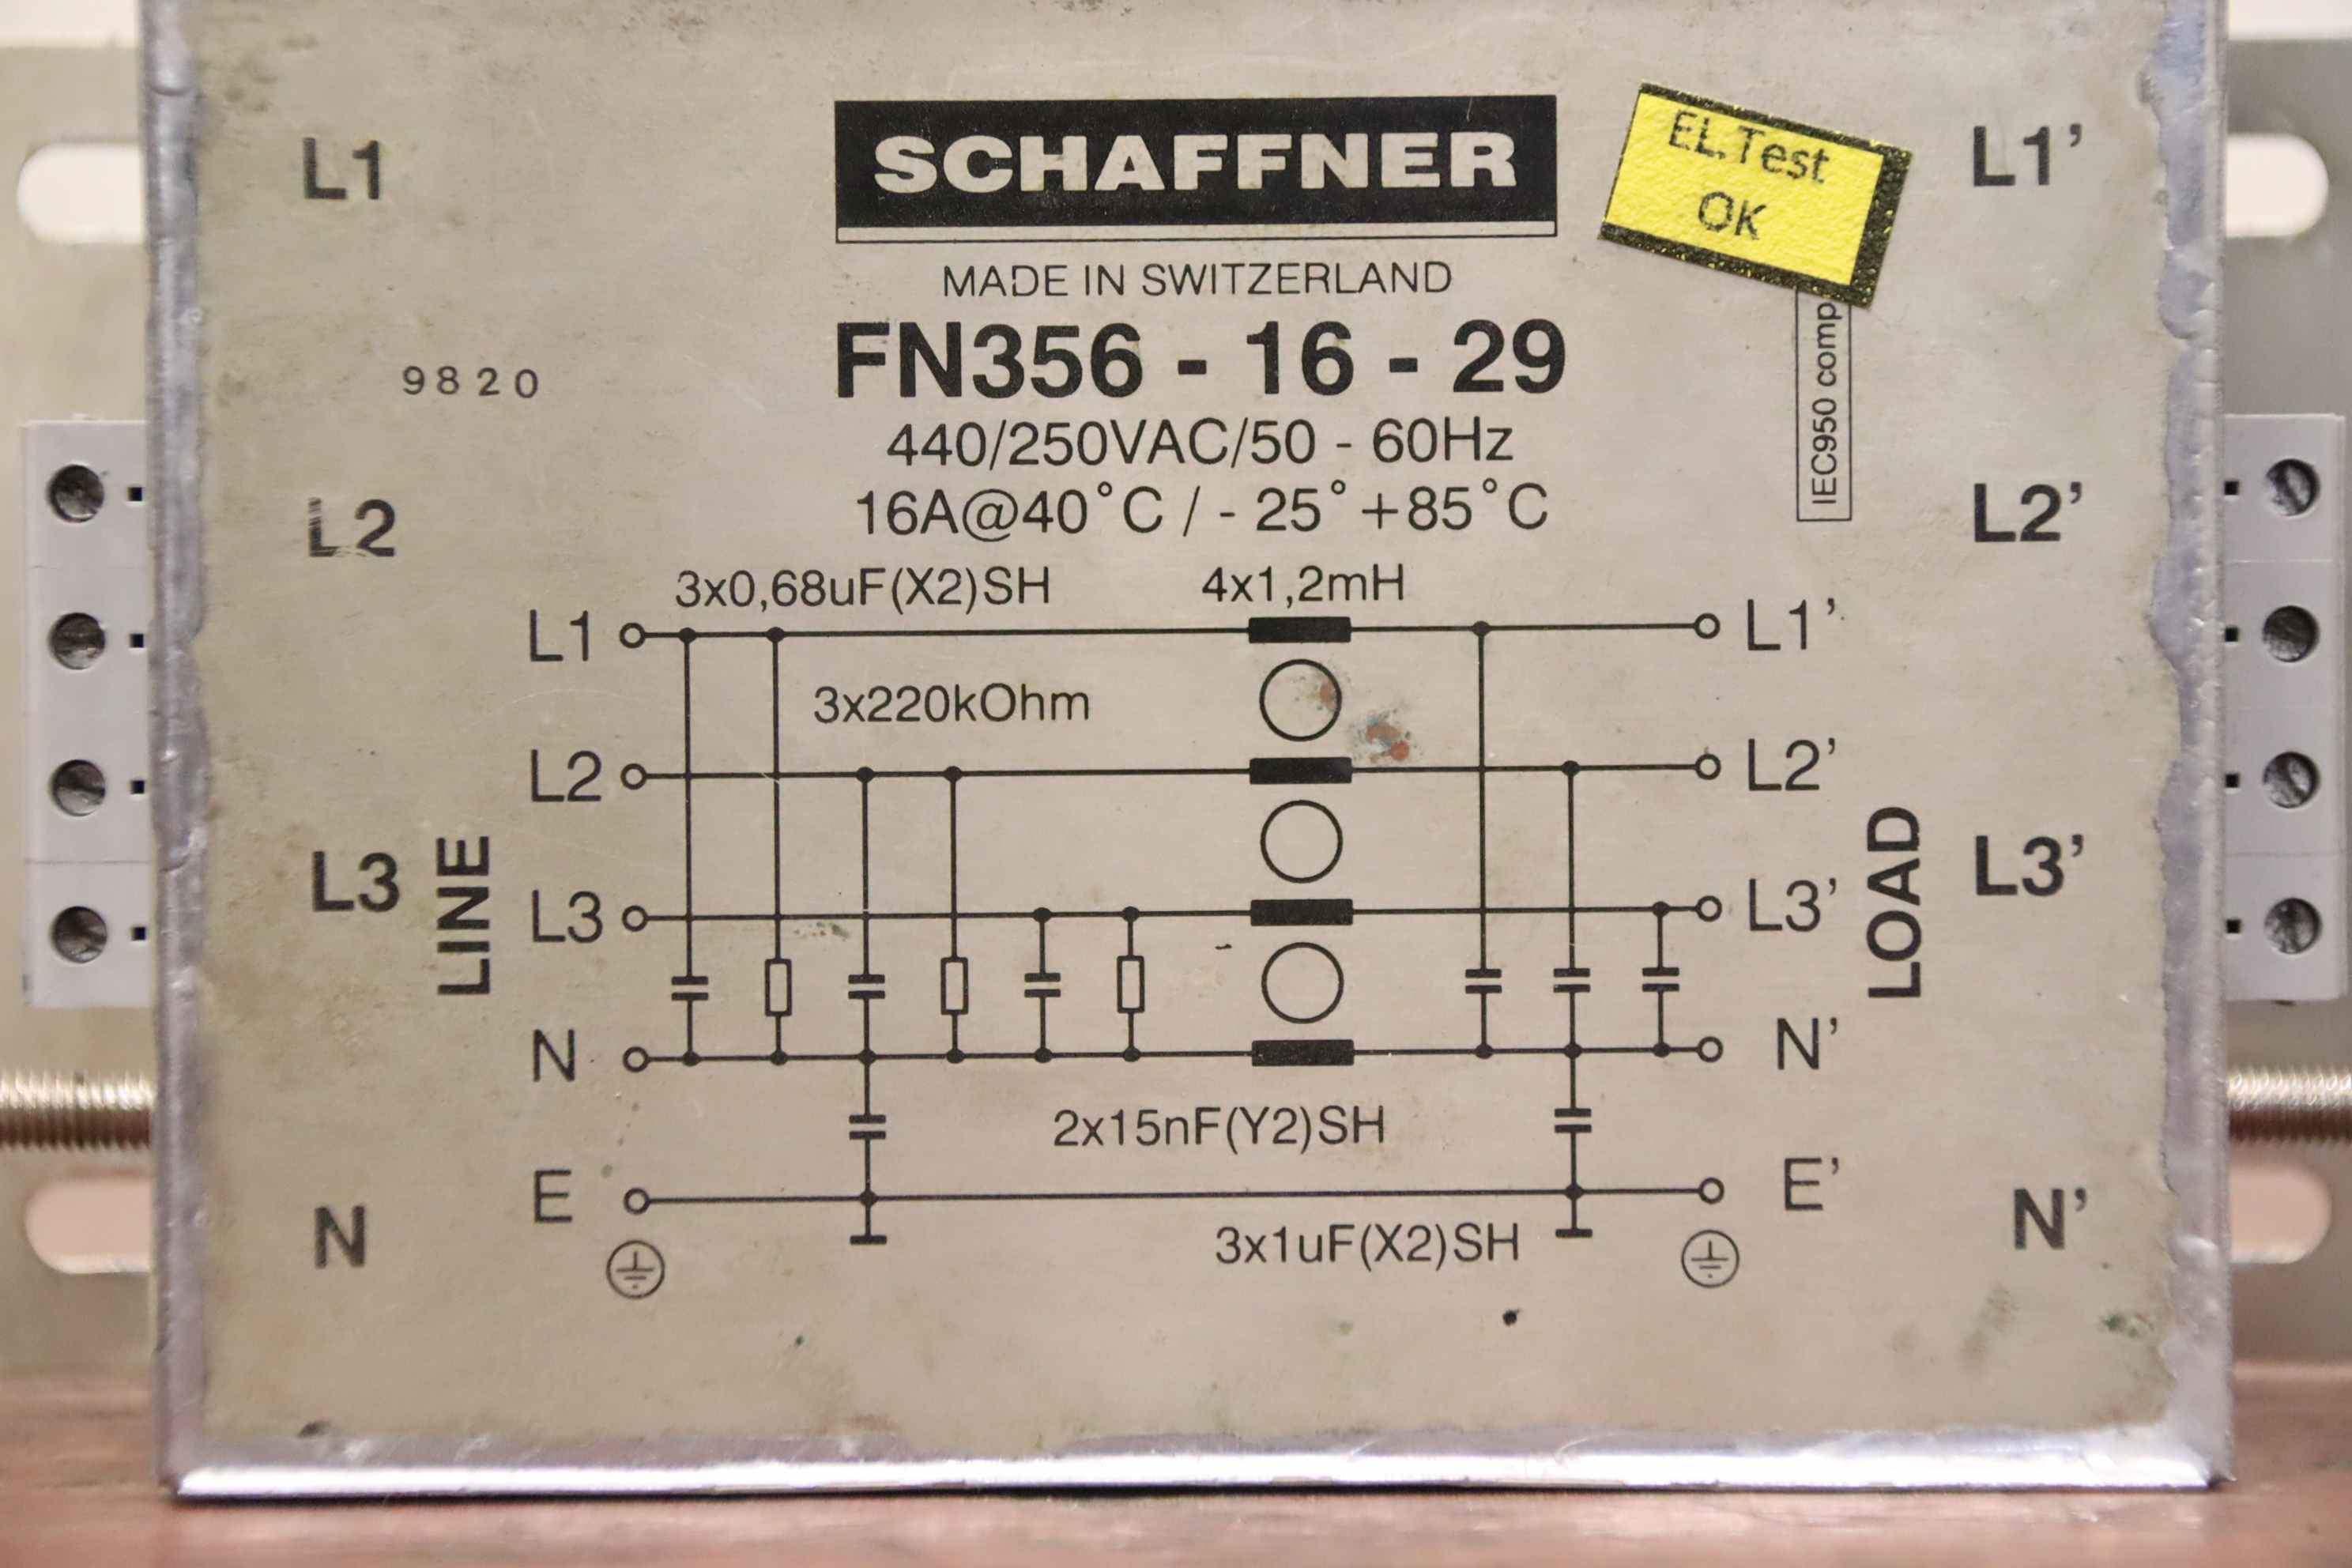 SCHAFFNER
EL.Test
OK
MADE IN SWITZERLAND
FN356 - 16 - 29
440/250VAC/50 - 60Hz
16A@40°C / - 25° +85°C
IEC950 comp
9820
L1
L2
L3
N
LINE
3x0,68uF(X2)SH
4x1,2mH
3x220kOhm
L1
L2
L3
N
E
2x15nF(Y2)SH
3x1uF(X2)SH
L1'
L2'
L3'
N'
E'
LOAD
L1'
L2'
L3'
N'